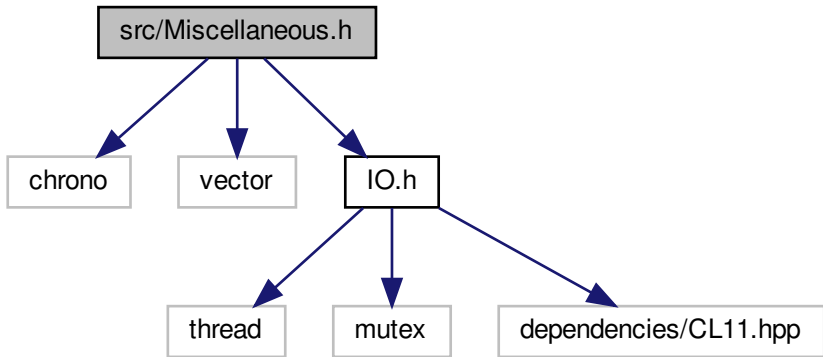 src/Miscellaneous.h
chrono
vector
IO.h
thread
mutex
dependencies/CL11.hpp